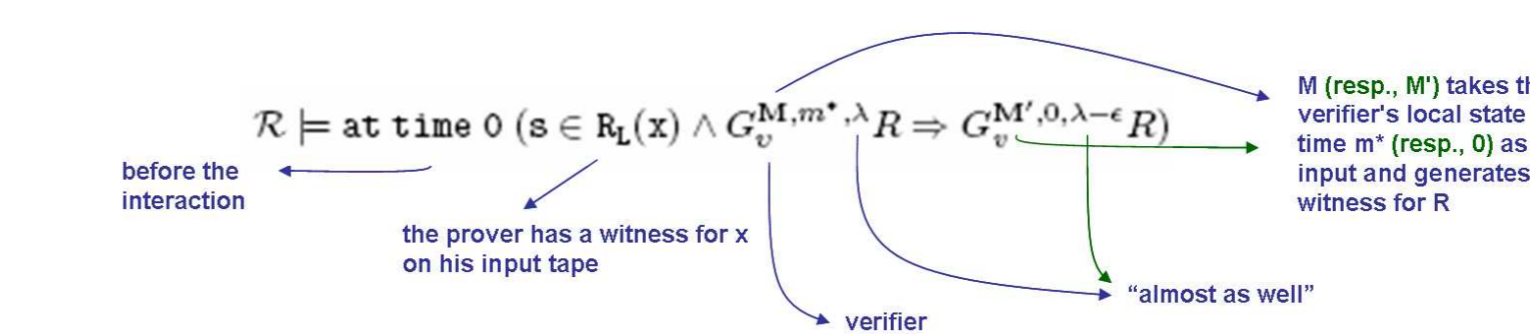 ℛ ⊨ at time 0 (s ∈ R_L(x) ∧ G_v^{M,m*,λ} R ⇒ G_v^{M′,0,λ−ϵ} R)
before the
interaction
the prover has a witness for x
on his input tape
verifier
"almost as well"
M (resp., M') takes
verifier's local state
time m* (resp., 0) as
input and generates
witness for R